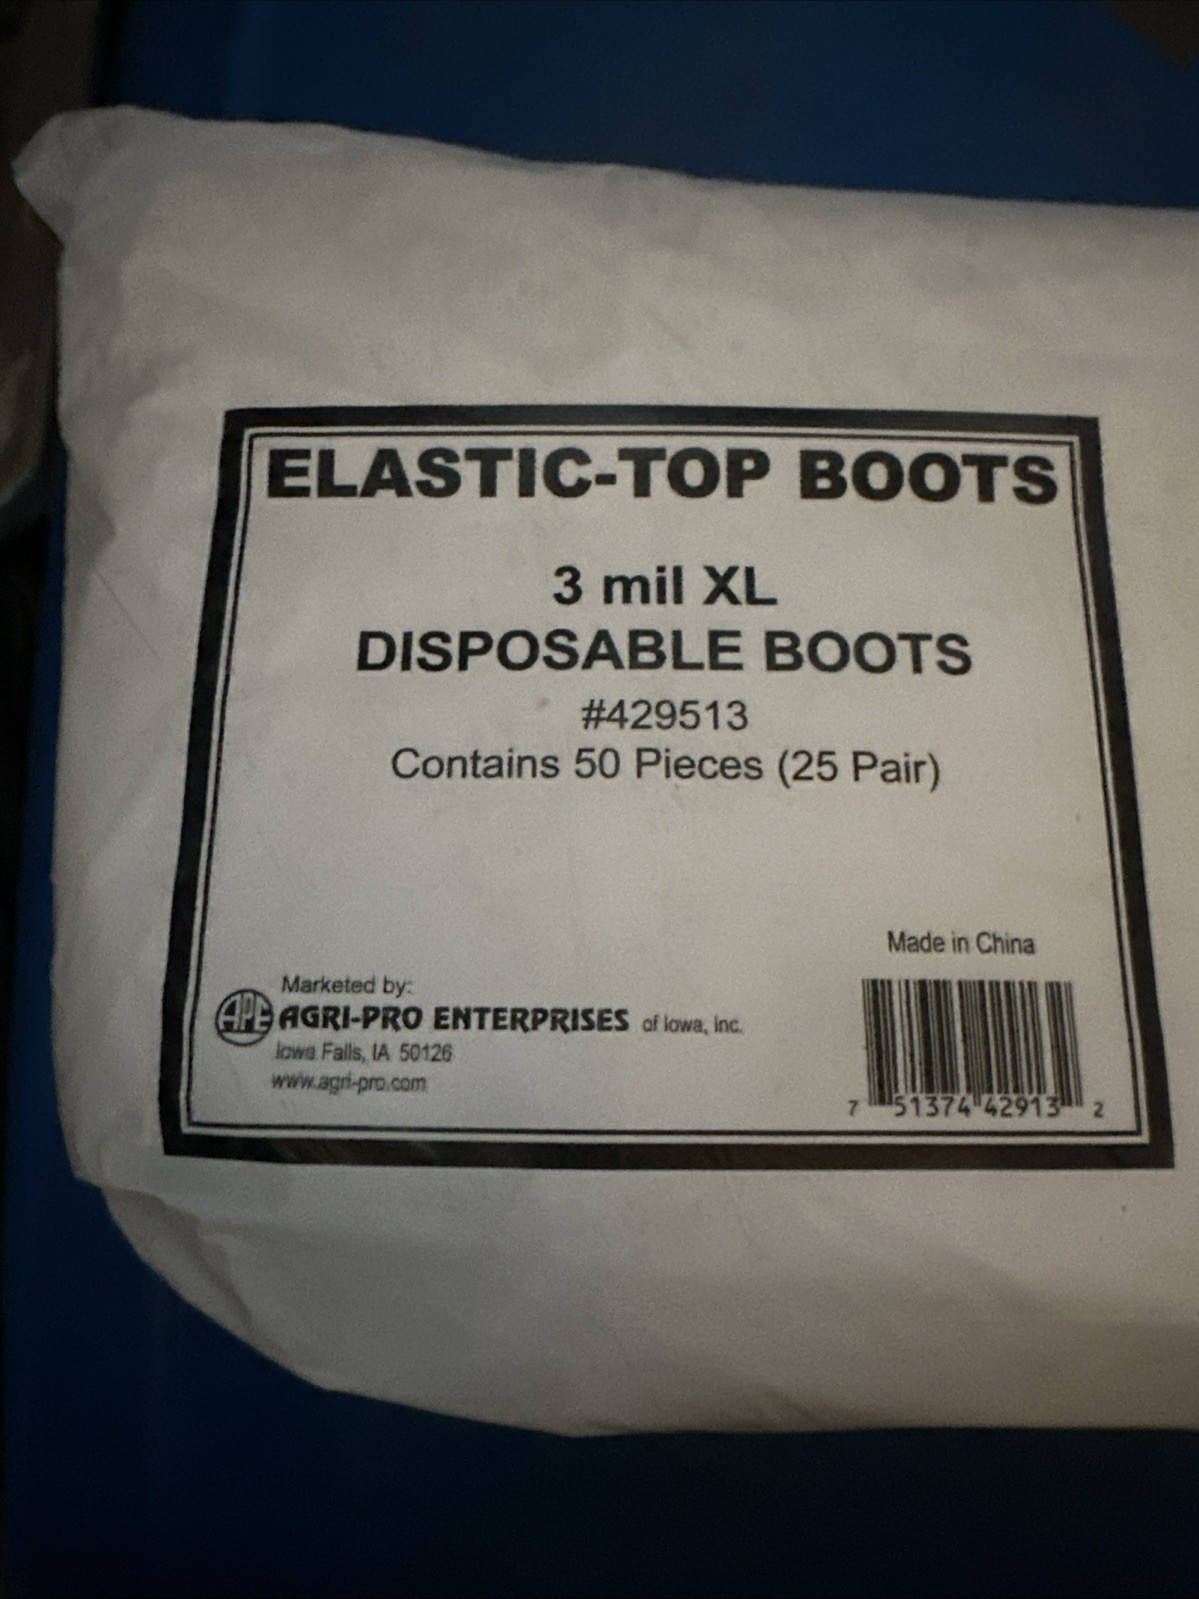 ELASTIC-TOP BOOTS
3 mil XL
DISPOSABLE BOOTS
#429513
Contains 50 Pieces (25 Pair)
Made in China
Marketed by:
APE AGRI-PRO ENTERPRISES of Iowa, Inc.
Iowa Falls, IA 50126
www.agri-pro.com
7 51374 42913 2